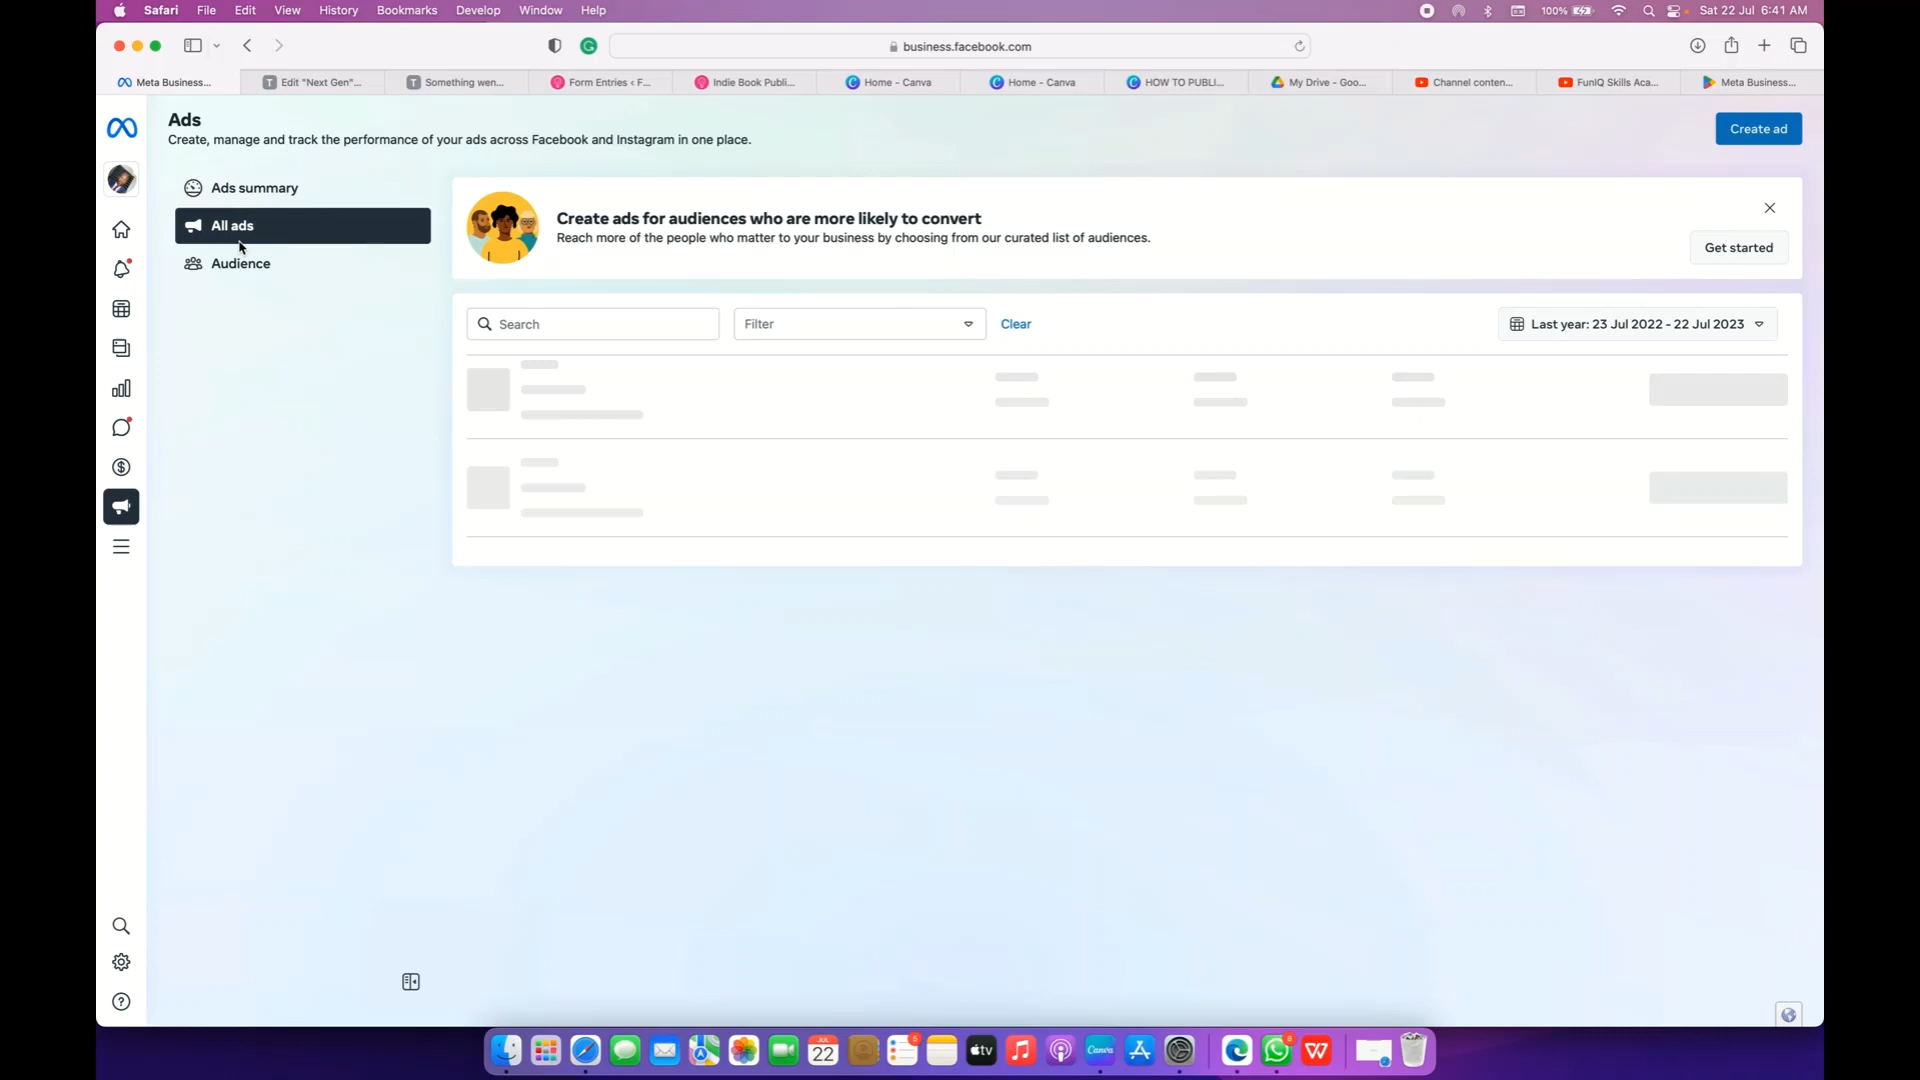 Safari File Edit View History Bookmarks Develop Window Help 100% Sat 22 Jul 6:41 AM
business.facebook.com
Meta Business... Edit "Next Gen"... Something wen... Form Entries ‹ F... Indie Book Publi... Home - Canva Home - Canva HOW TO PUBLI... My Drive - Goo... Channel conten... FunIQ Skills Aca... Meta Business...
Ads
Create, manage and track the performance of your ads across Facebook and Instagram in one place.
Create ad
Ads summary
All ads
Audience
Create ads for audiences who are more likely to convert
Reach more of the people who matter to your business by choosing from our curated list of audiences.
Get started
Search
Filter
Clear
Last year: 23 Jul 2022 - 22 Jul 2023
JUL
22
5
tv
Canva
8
W